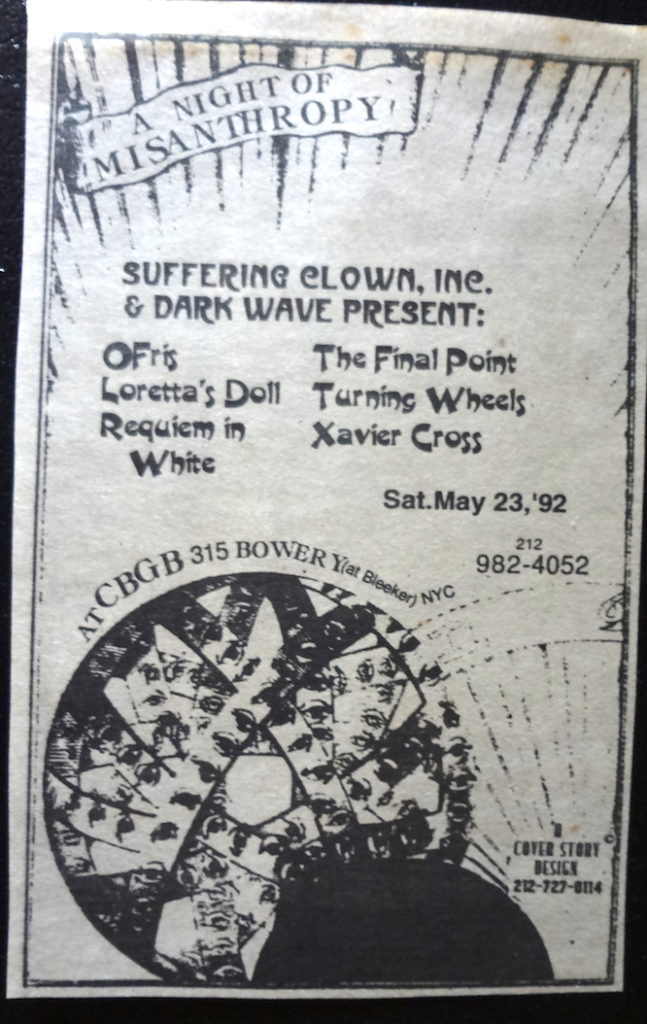 A NIGHT OF
MISANTHROPY
SUFFERING CLOWN, INC.
& DARK WAVE PRESENT:
OFris
Loretta's Doll
Requiem in
White
The Final Point
Turning Wheels
Xavier Cross
Sat.May 23,'92
212
982-4052
AT CBGB 315 BOWERY (at Bleeker) NYC
A
COVER STORY
DESIGN
212-727-0114
©